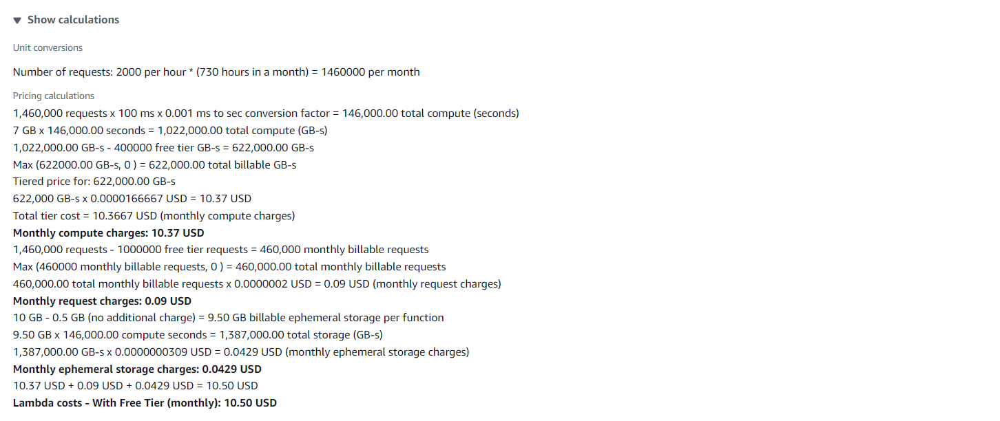 Show calculations
Unit conversions
Number of requests: 2000 per hour * (730 hours in a month) = 1460000 per month
Pricing calculations
1,460,000 requests x 100 ms x 0.001 ms to sec conversion factor = 146,000.00 total compute (seconds)
7 GB x 146,000.00 seconds = 1,022,000.00 total compute (GB-s)
1,022,000.00 GB-s - 400000 free tier GB-s = 622,000.00 GB-s
Max (622000.00 GB-s, 0 ) = 622,000.00 total billable GB-s
Tiered price for: 622,000.00 GB-s
622,000 GB-s x 0.0000166667 USD = 10.37 USD
Total tier cost = 10.3667 USD (monthly compute charges)
Monthly compute charges: 10.37 USD
1,460,000 requests - 1000000 free tier requests = 460,000 monthly billable requests
Max (460000 monthly billable requests, 0 ) = 460,000.00 total monthly billable requests
460,000.00 total monthly billable requests x 0.0000002 USD = 0.09 USD (monthly request charges)
Monthly request charges: 0.09 USD
10 GB - 0.5 GB (no additional charge) = 9.50 GB billable ephemeral storage per function
9.50 GB x 146,000.00 compute seconds = 1,387,000.00 total storage (GB-s)
1,387,000.00 GB-s x 0.0000000309 USD = 0.0429 USD (monthly ephemeral storage charges)
Monthly ephemeral storage charges: 0.0429 USD
10.37 USD + 0.09 USD + 0.0429 USD = 10.50 USD
Lambda costs - With Free Tier (monthly): 10.50 USD